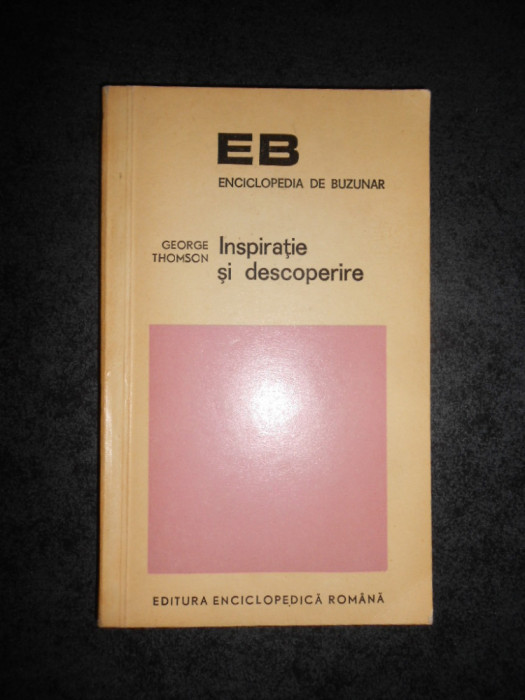 EB
ENCICLOPEDIA DE BUZUNAR
GEORGE
THOMSON
Inspirație
și descoperire
EDITURA ENCICLOPEDICĂ ROMÂNĂ